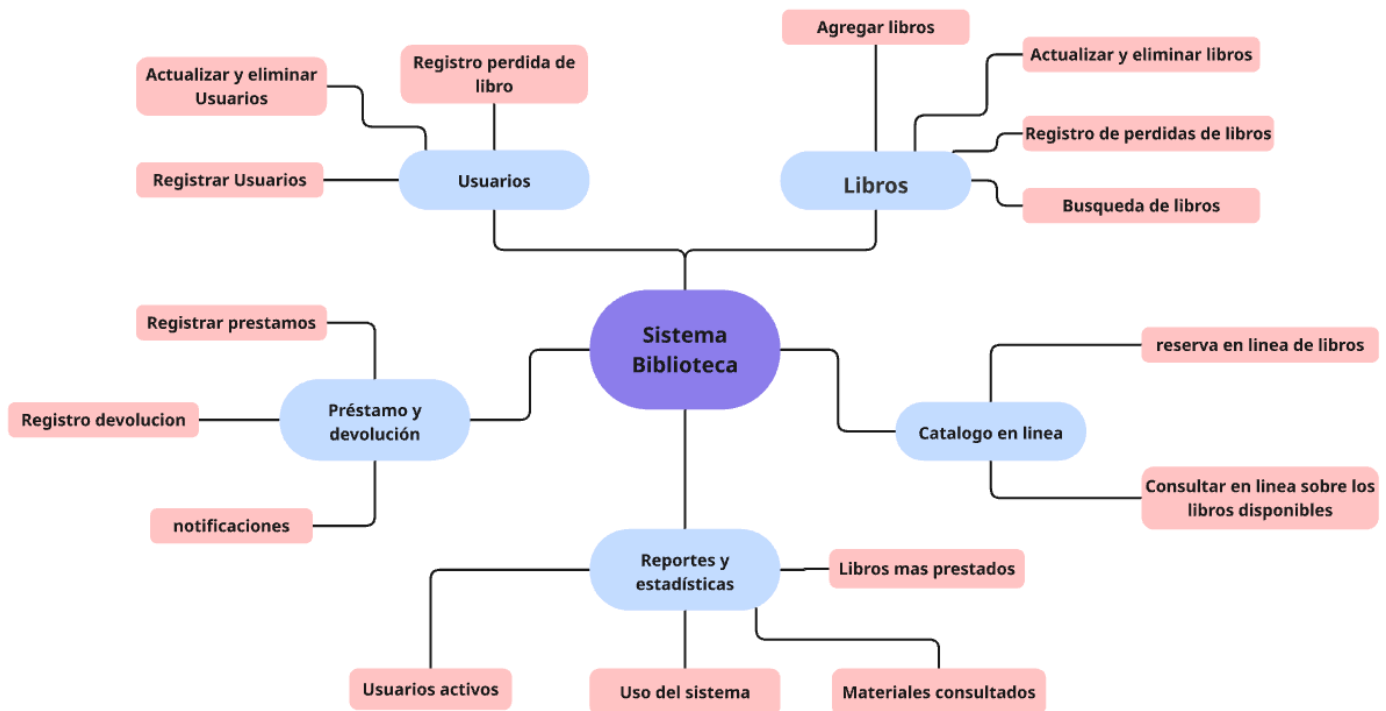 Agregar libros
Actualizar y eliminar
Usuarios
Registro perdida de
libro
Actualizar y eliminar libros
Registro de perdidas de libros
Registrar Usuarios
Usuarios
Libros
Busqueda de libros
Sistema
Biblioteca
Registrar prestamos
reserva en linea de libros
Registro devolucion
Préstamo y
devolución
Catalogo en linea
notificaciones
Consultar en linea sobre los
libros disponibles
Reportes y
estadísticas
Libros mas prestados
Usuarios activos
Uso del sistema
Materiales consultados